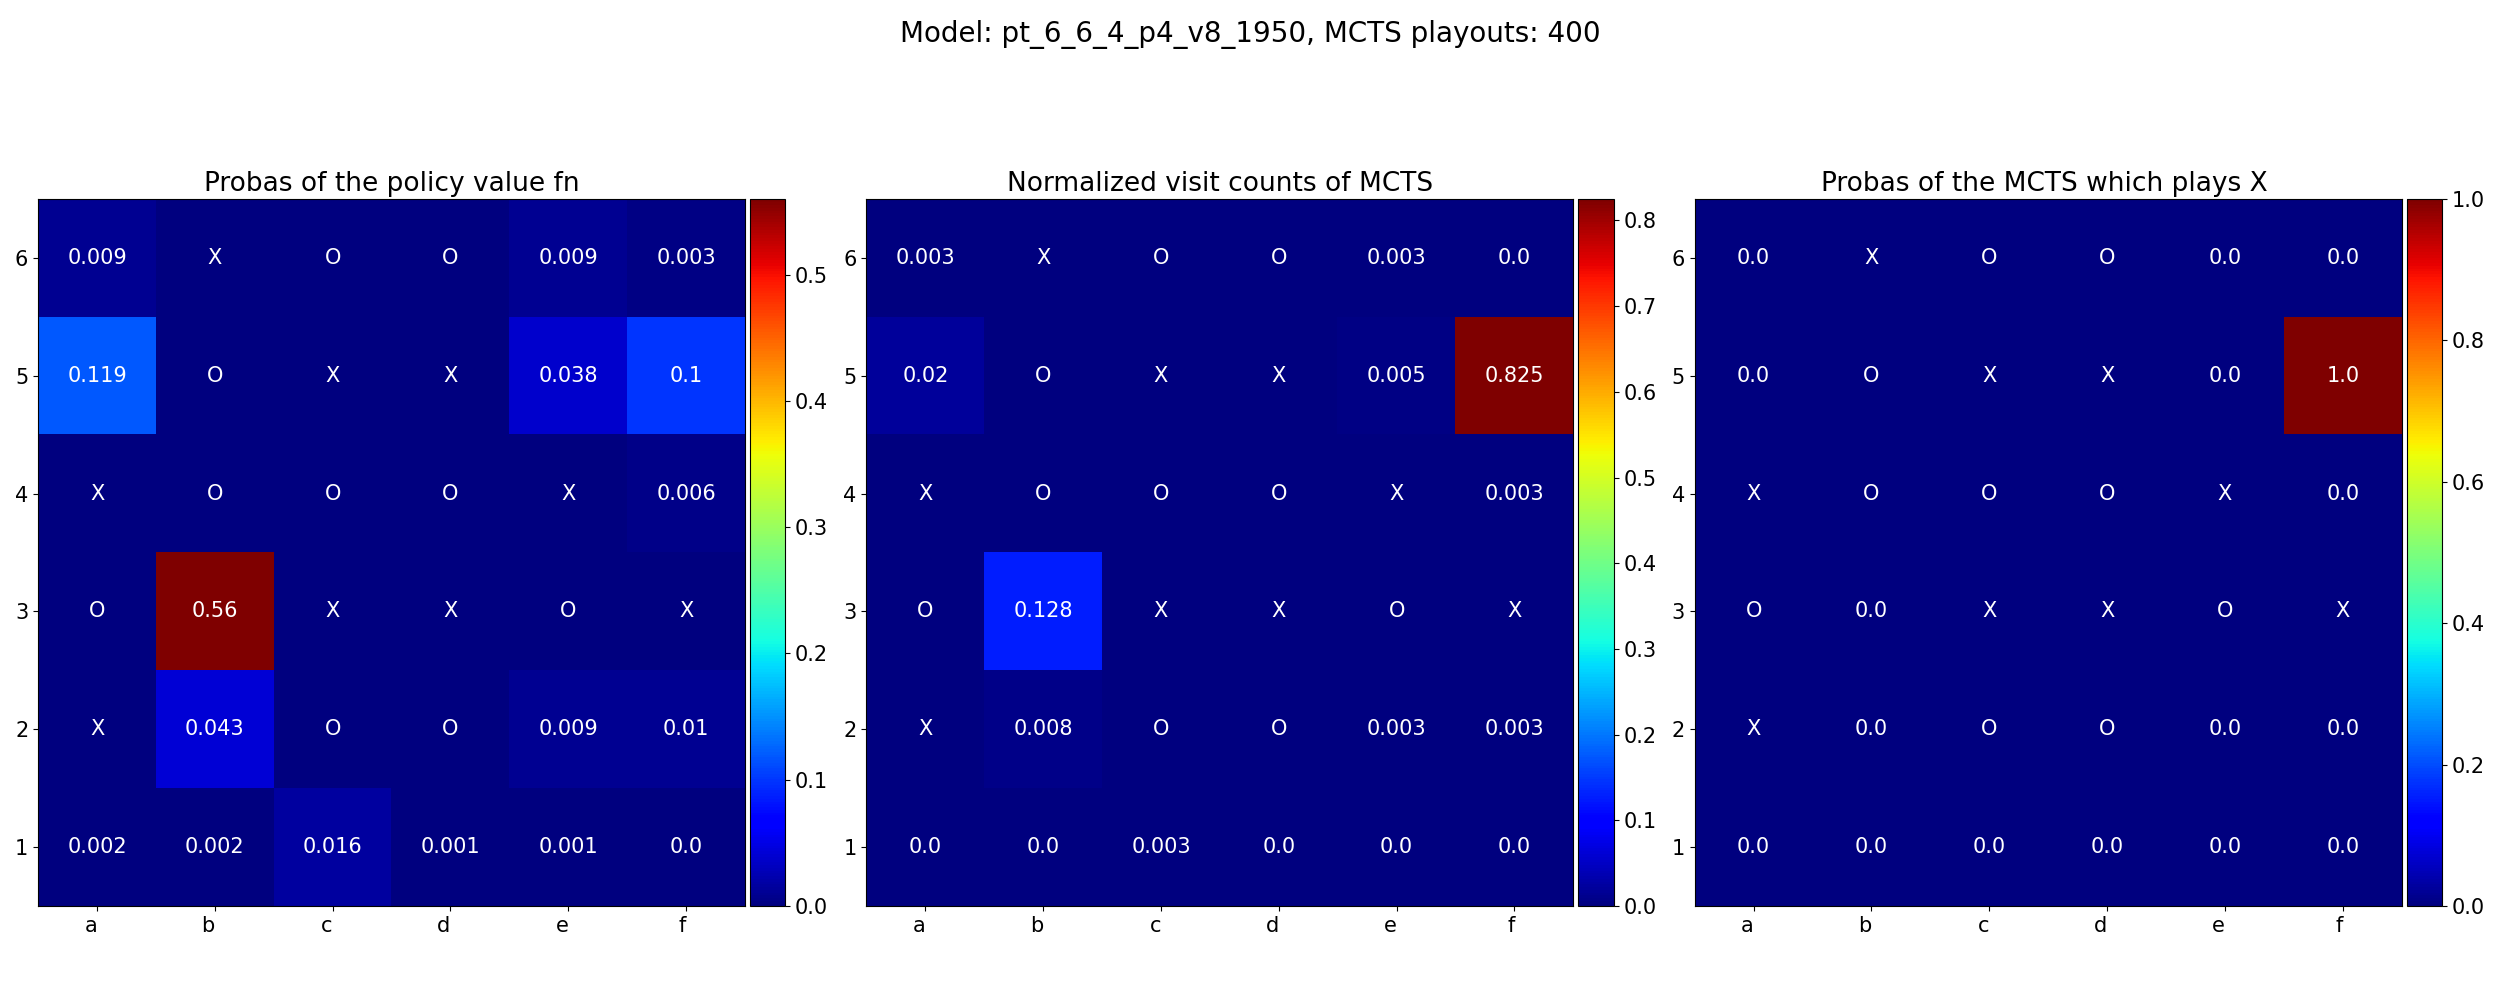 Model: pt_6_6_4_p4_v8_1950, MCTS playouts: 400
Probas of the policy value fn
6 0.009 X O O 0.009 0.003
5 0.119 O X X 0.038 0.1
4 X O O O X 0.006
3 O 0.56 X X O X
2 X 0.043 O O 0.009 0.01
1 0.002 0.002 0.016 0.001 0.001 0.0
a b c d e f
0.5
0.4
0.3
0.2
0.1
0.0
Normalized visit counts of MCTS
6 0.003 X O O 0.003 0.0
5 0.02 O X X 0.005 0.825
4 X O O O X 0.003
3 O 0.128 X X O X
2 X 0.008 O O 0.003 0.003
1 0.0 0.0 0.003 0.0 0.0 0.0
a b c d e f
0.8
0.7
0.6
0.5
0.4
0.3
0.2
0.1
0.0
Probas of the MCTS which plays X
6 0.0 X O O 0.0 0.0
5 0.0 O X X 0.0 1.0
4 X O O O X 0.0
3 O 0.0 X X O X
2 X 0.0 O O 0.0 0.0
1 0.0 0.0 0.0 0.0 0.0 0.0
a b c d e f
1.0
0.8
0.6
0.4
0.2
0.0